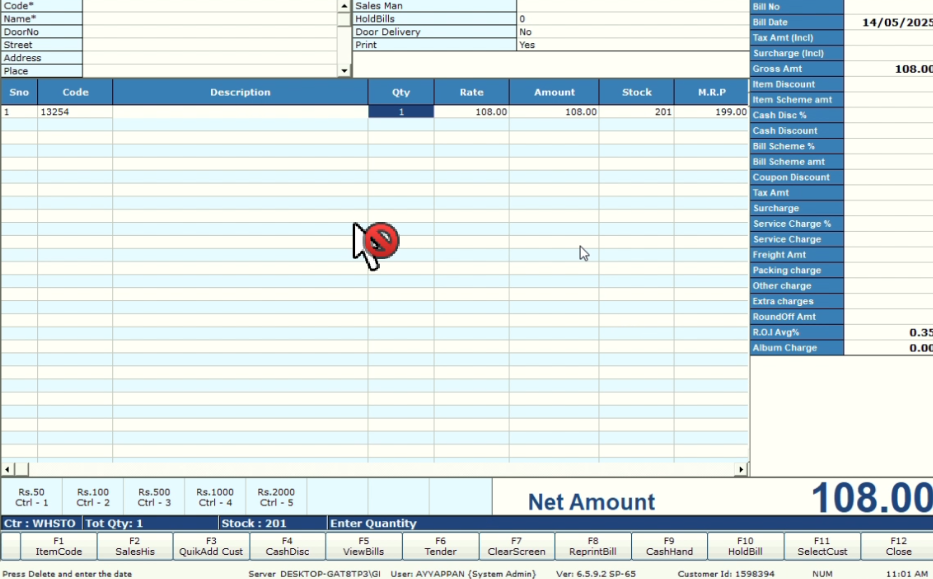 Code* Sales Man Bill No
Name* HoldBills 0 Bill Date 14/05/2025
DoorNo Door Delivery No Tax Amt (Incl)
Street Print Yes Surcharge (Incl)
Address Gross Amt 108.00
Place Item Discount
Sno Code Description Qty Rate Amount Stock M.R.P Item Scheme amt
1 13254 1 108.00 108.00 201 199.00 Cash Disc %
Cash Discount
Bill Scheme %
Bill Scheme amt
Coupon Discount
Tax Amt
Surcharge
Service Charge %
Service Charge
Freight Amt
Packing charge
Other charge
Extra charges
RoundOff Amt
R.O.I Avg% 0.35
Album Charge 0.00
Rs.50 Rs.100 Rs.500 Rs.1000 Rs.2000
Ctrl - 1 Ctrl - 2 Ctrl - 3 Ctrl - 4 Ctrl - 5
Net Amount 108.00
Ctr : WHSTO Tot Qty: 1 Stock : 201 Enter Quantity
F1 F2 F3 F4 F5 F6 F7 F8 F9 F10 F11 F12
ItemCode SalesHis QuikAdd Cust CashDisc ViewBills Tender ClearScreen ReprintBill CashHand HoldBill SelectCust Close
Press Delete and enter the date Server DESKTOP-GAT8TP3\GI User: AYYAPPAN {System Admin} Ver: 6.5.9.2 SP-65 Customer Id: 1598394 NUM 11:01 AM